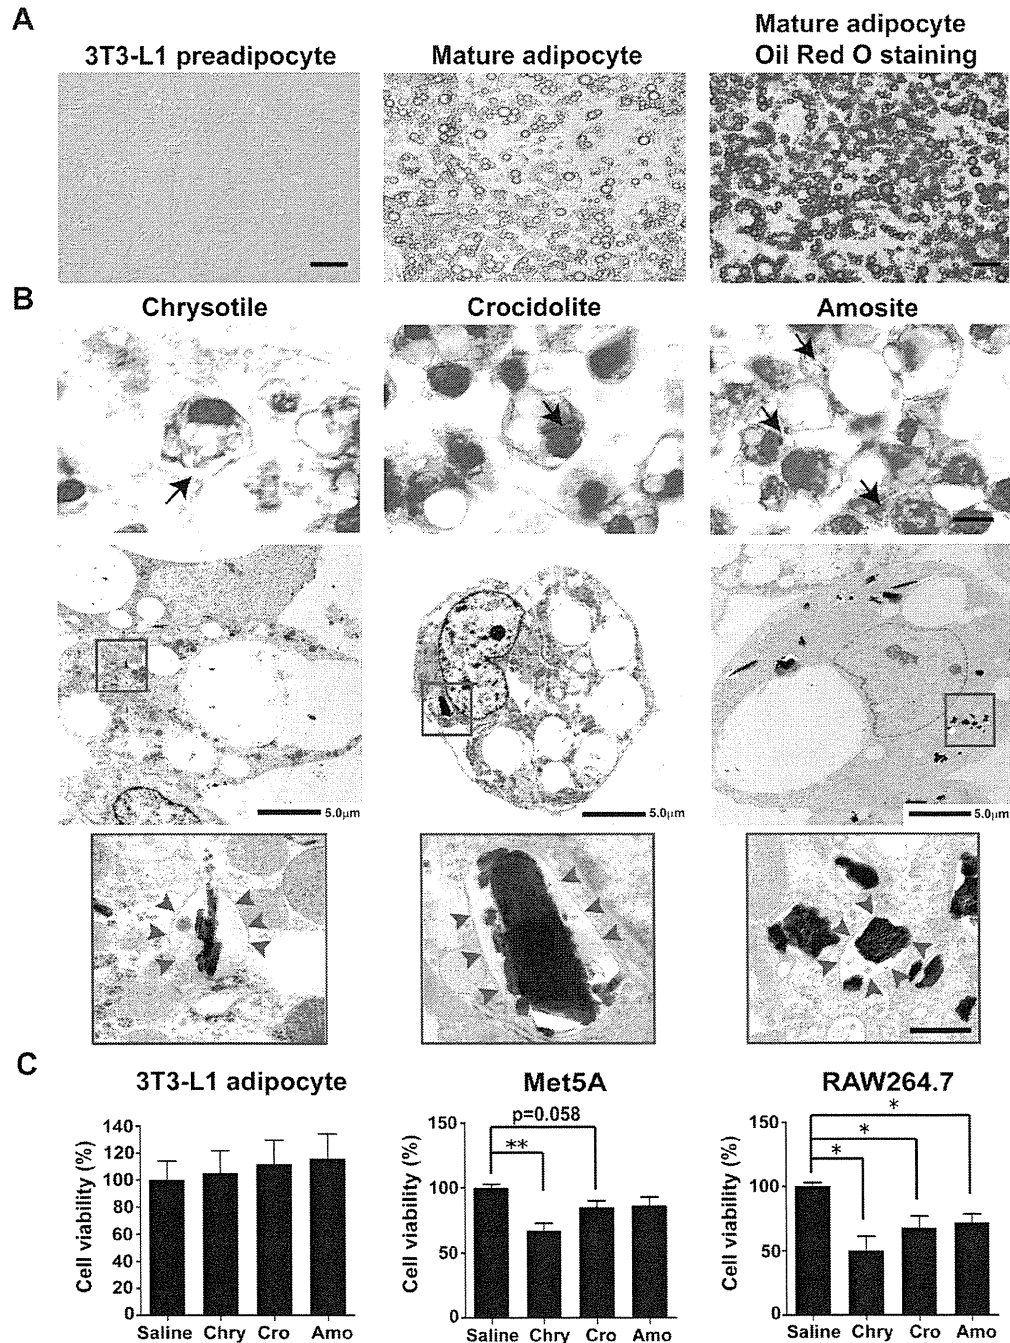 A
3T3-L1 preadipocyte
Mature adipocyte
Mature adipocyte
Oil Red O staining
B
Chrysotile
Crocidolite
Amosite
5.0μm
5.0μm
5.0μm
C
3T3-L1 adipocyte
Cell viability (%)
140
120
100
80
60
40
20
0
Saline Chry Cro Amo
Met5A
Cell viability (%)
150
100
50
0
p=0.058
**
Saline Chry Cro Amo
RAW264.7
Cell viability (%)
150
100
50
0
*
*
*
Saline Chry Cro Amo